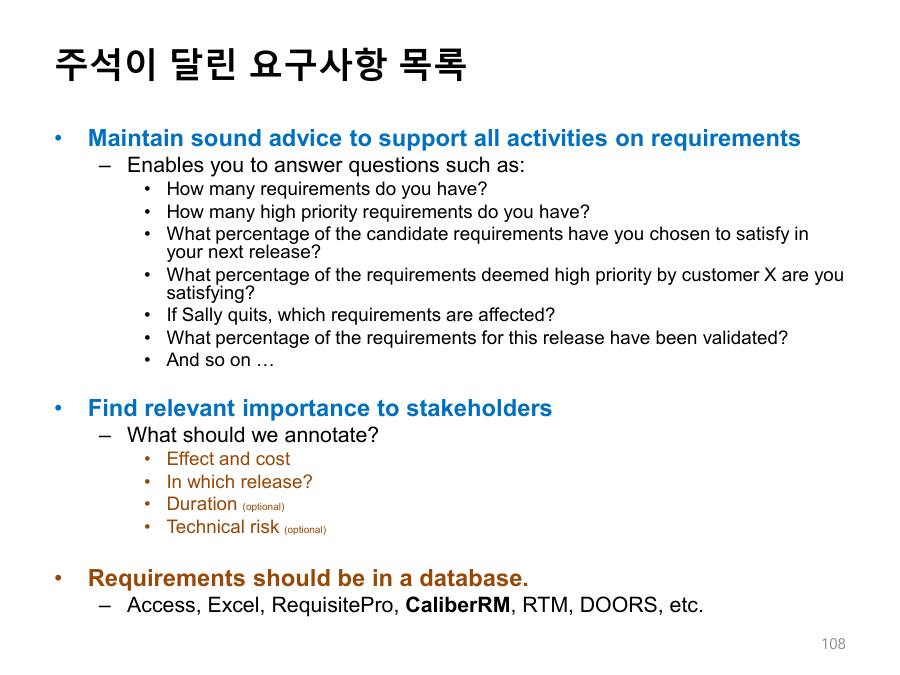 주석이 달린 요구사항 목록
• Maintain sound advice to support all activities on requirements
– Enables you to answer questions such as:
• How many requirements do you have?
• How many high priority requirements do you have?
• What percentage of the candidate requirements have you chosen to satisfy in
your next release?
• What percentage of the requirements deemed high priority by customer X are you
satisfying?
• If Sally quits, which requirements are affected?
• What percentage of the requirements for this release have been validated?
• And so on …
• Find relevant importance to stakeholders
– What should we annotate?
• Effect and cost
• In which release?
• Duration (optional)
• Technical risk (optional)
• Requirements should be in a database.
– Access, Excel, RequisitePro, CaliberRM, RTM, DOORS, etc.
108